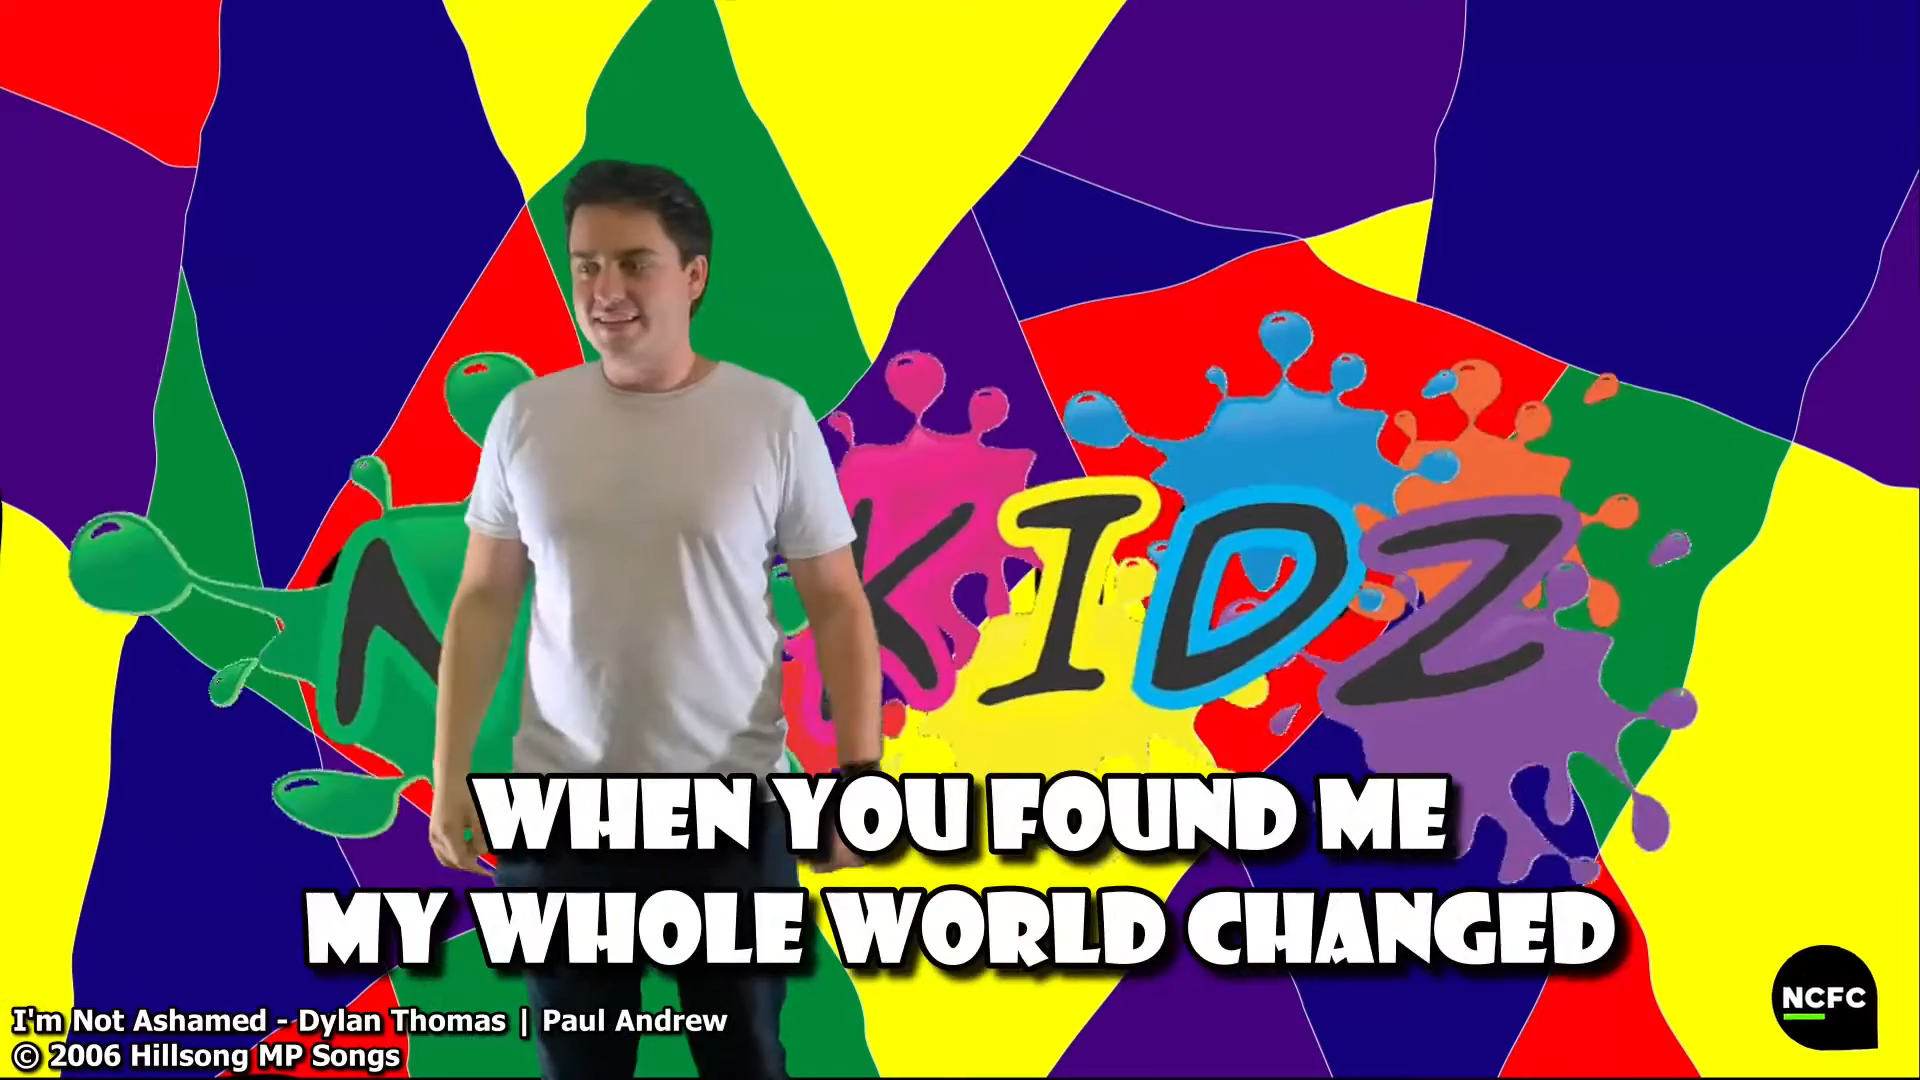 N KIDZ
WHEN YOU FOUND ME
MY WHOLE WORLD CHANGED
NCFC
I'm Not Ashamed - Dylan Thomas | Paul Andrew
© 2006 Hillsong MP Songs